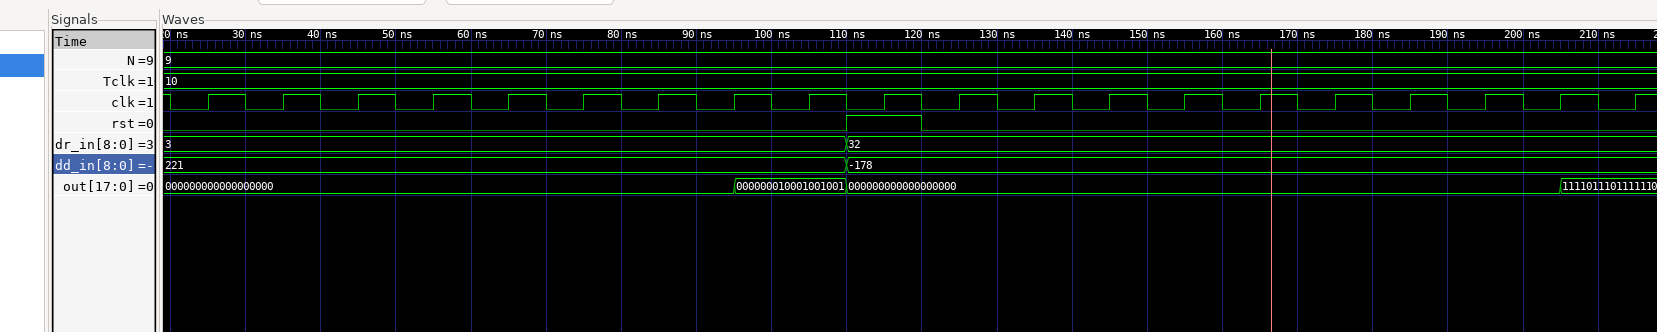 Signals Waves
Time 20 ns 30 ns 40 ns 50 ns 60 ns 70 ns 80 ns 90 ns 100 ns 110 ns 120 ns 130 ns 140 ns 150 ns 160 ns 170 ns 180 ns 190 ns 200 ns 210 ns 2
N =9 9
Tclk =1 10
clk =1
rst =0
dr_in[8:0] =3 3 32
dd_in[8:0] =- 221 -178
out[17:0] =0 000000000000000000 000000010001001001 000000000000000000 1111011101111110